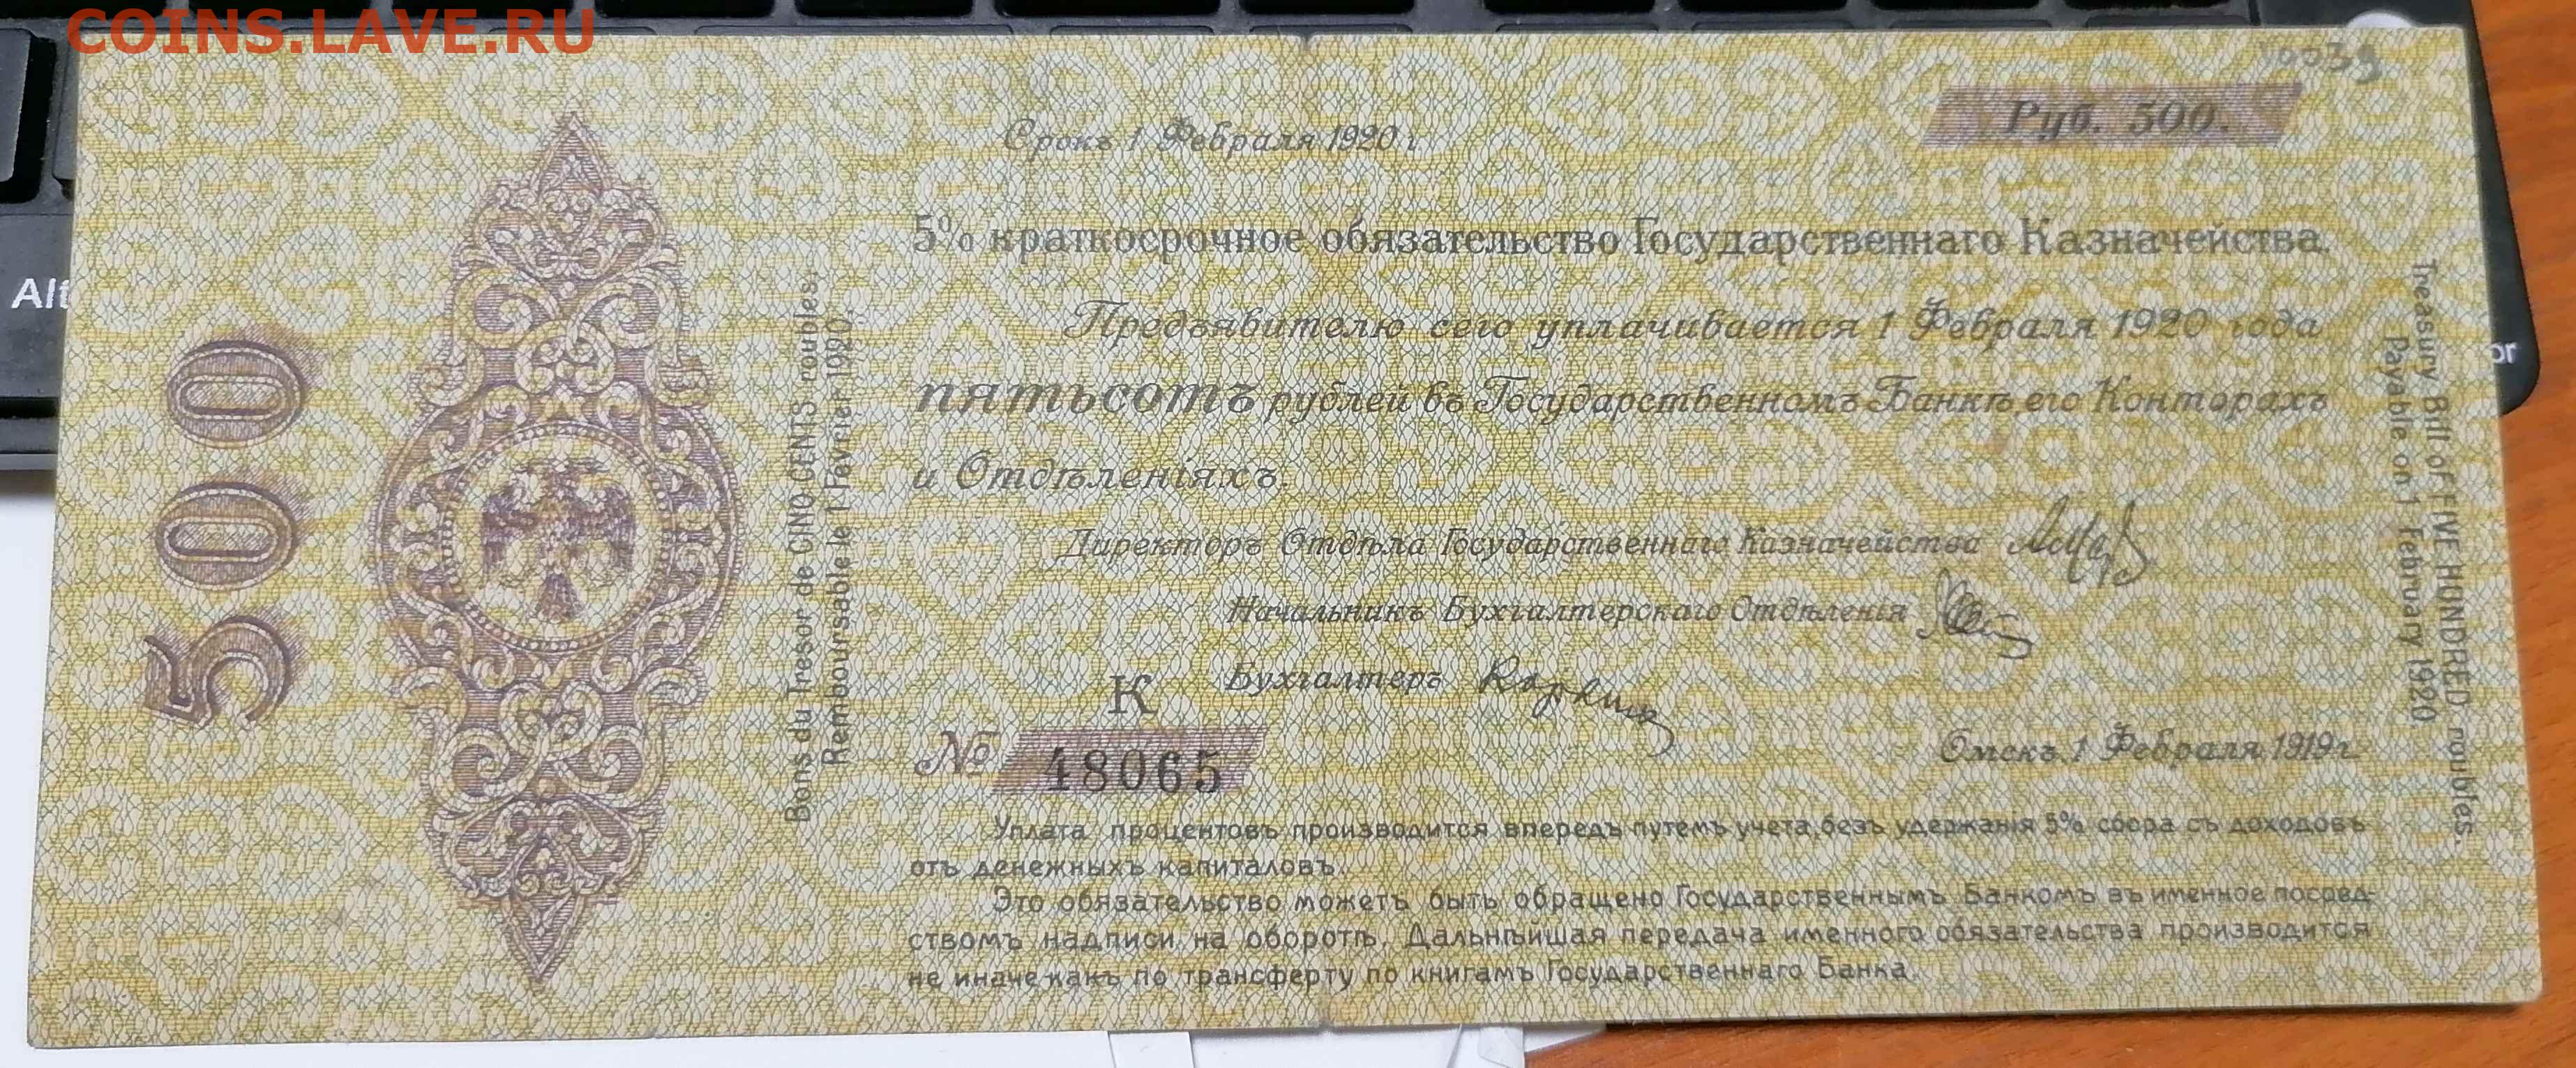 COINS.LAVE.RU
Alt
0039
Руб. 500.
Срокъ 1 Февраля 1920 г.
5% краткосрочное обязательство Государственнаго Казначейства.
Предъявителю сего уплачивается 1 Февраля 1920 года
пятьсотъ рублей въ Государственномъ Банкѣ, его Конторахъ
и Отдѣленіяхъ.
Директоръ Отдѣла Государственнаго Казначейства
Начальникъ Бухгалтерскаго Отдѣленія
Бухгалтеръ
К
№ 48065
Омскъ, 1 Февраля 1919 г.
Уплата процентовъ производится впередъ путемъ учета, безъ удержанія 5% сбора съ доходовъ
отъ денежныхъ капиталовъ.
Это обязательство можетъ быть обращено Государственнымъ Банкомъ въ именное посред-
ствомъ надписи на оборотѣ. Дальнѣйшая передача именного обязательства производится
не иначе какъ по трансферту по книгамъ Государственнаго Банка.
500
Bons du Tresor de CINQ CENTS roubles.
Remboursable le 1 Fevrier 1920.
Treasury Bill of FIVE HUNDRED roubles.
Payable on 1 February 1920.